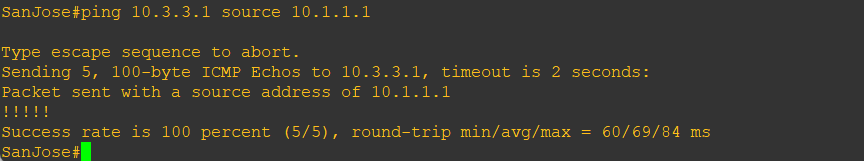 SanJose#ping 10.3.3.1 source 10.1.1.1
Type escape sequence to abort.
Sending 5, 100-byte ICMP Echos to 10.3.3.1, timeout is 2 seconds:
Packet sent with a source address of 10.1.1.1
!!!!!
Success rate is 100 percent (5/5), round-trip min/avg/max = 60/69/84 ms
SanJose#